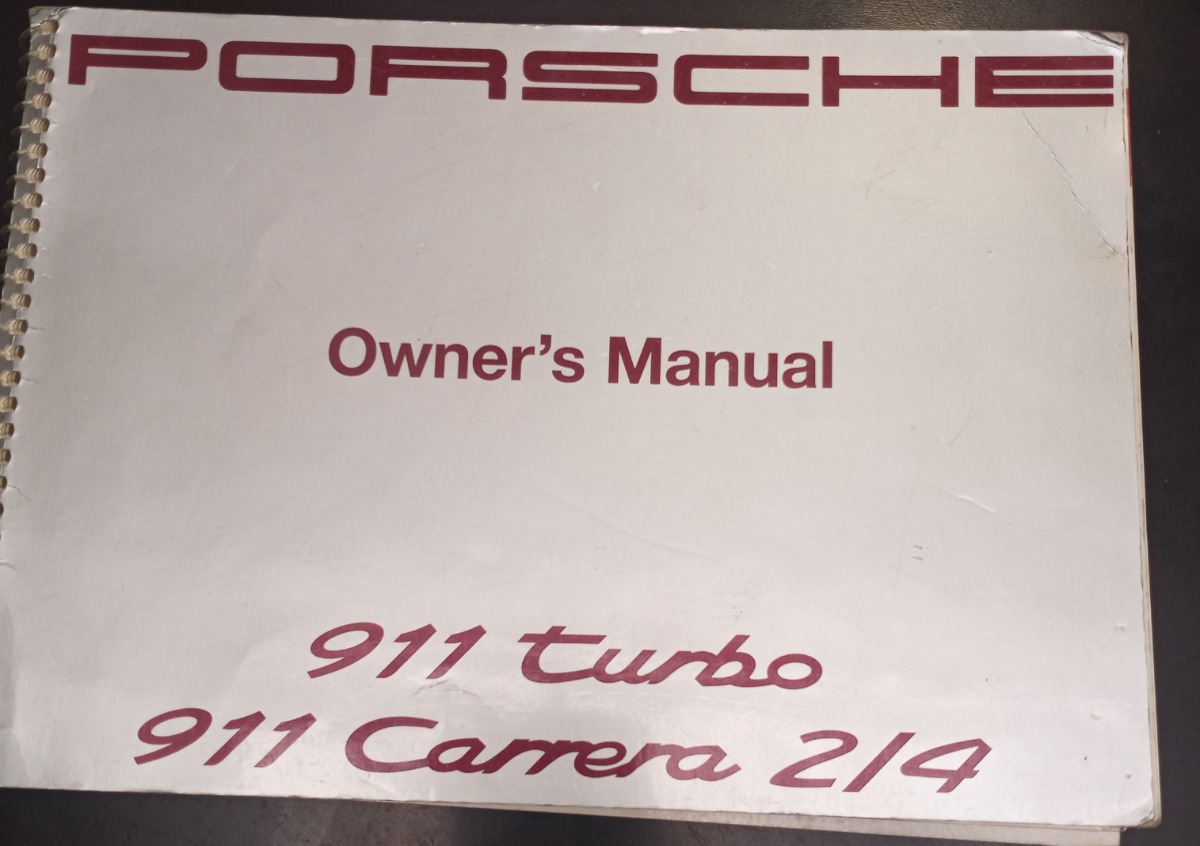 PORSCHE
Owner's Manual
911 turbo
911 Carrera 2/4